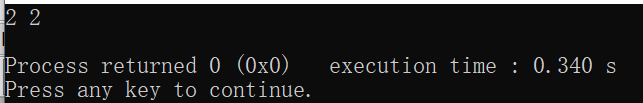 2 2
Process returned 0 (0x0)   execution time : 0.340 s
Press any key to continue.